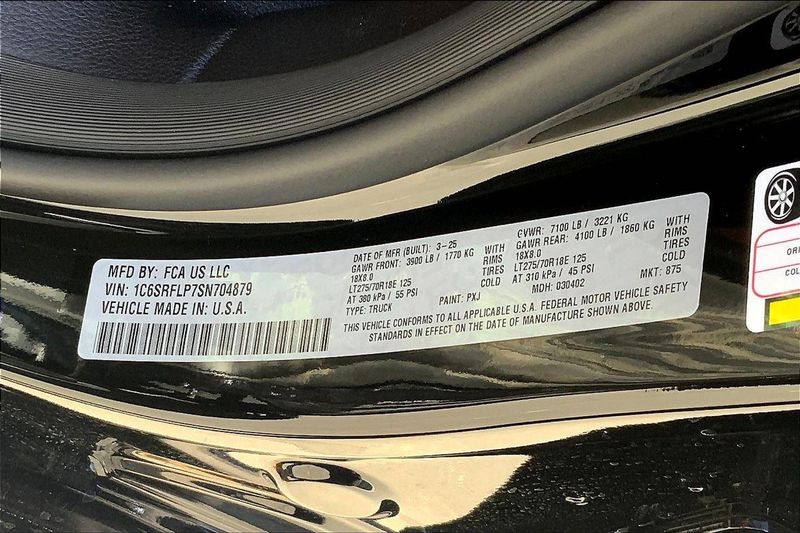 MFD BY: FCA US LLC
VIN: 1C6SRFLP7SN704879
VEHICLE MADE IN: U.S.A.
DATE OF MFR (BUILT): 3-25
GAWR FRONT: 3900 LB / 1770 KG WITH
18X8.0 RIMS
LT275/70R18E 125 TIRES
AT 380 kPa / 55 PSI COLD
TYPE: TRUCK PAINT: PXJ
GVWR: 7100 LB / 3221 KG
GAWR REAR: 4100 LB / 1860 KG WITH
18X8.0 RIMS
LT275/70R18E 125 TIRES
AT 310 kPa / 45 PSI COLD
MDH: 030402 MKT: 875
THIS VEHICLE CONFORMS TO ALL APPLICABLE U.S.A. FEDERAL MOTOR VEHICLE SAFETY
STANDARDS IN EFFECT ON THE DATE OF MANUFACTURE SHOWN ABOVE.